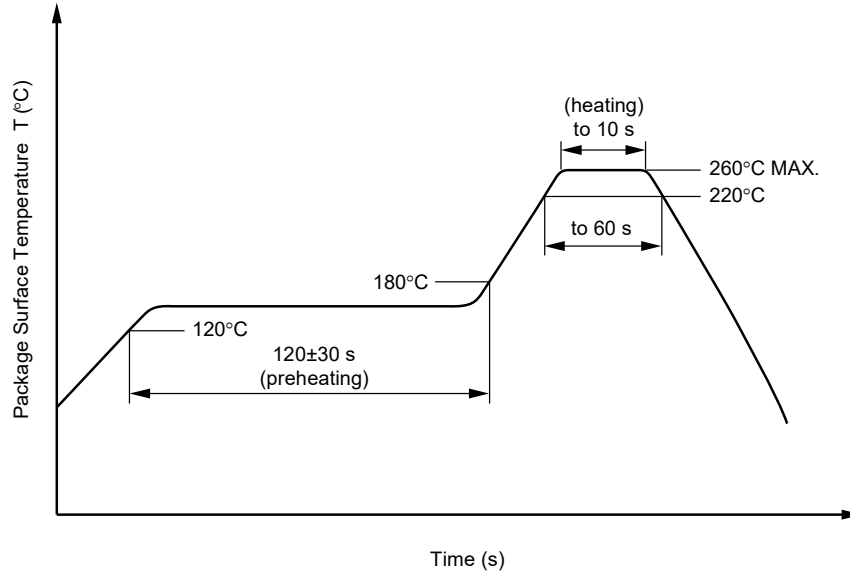 Package Surface Temperature T (°C)
(heating)
to 10 s
260°C MAX.
220°C
to 60 s
180°C
120°C
120±30 s
(preheating)
Time (s)